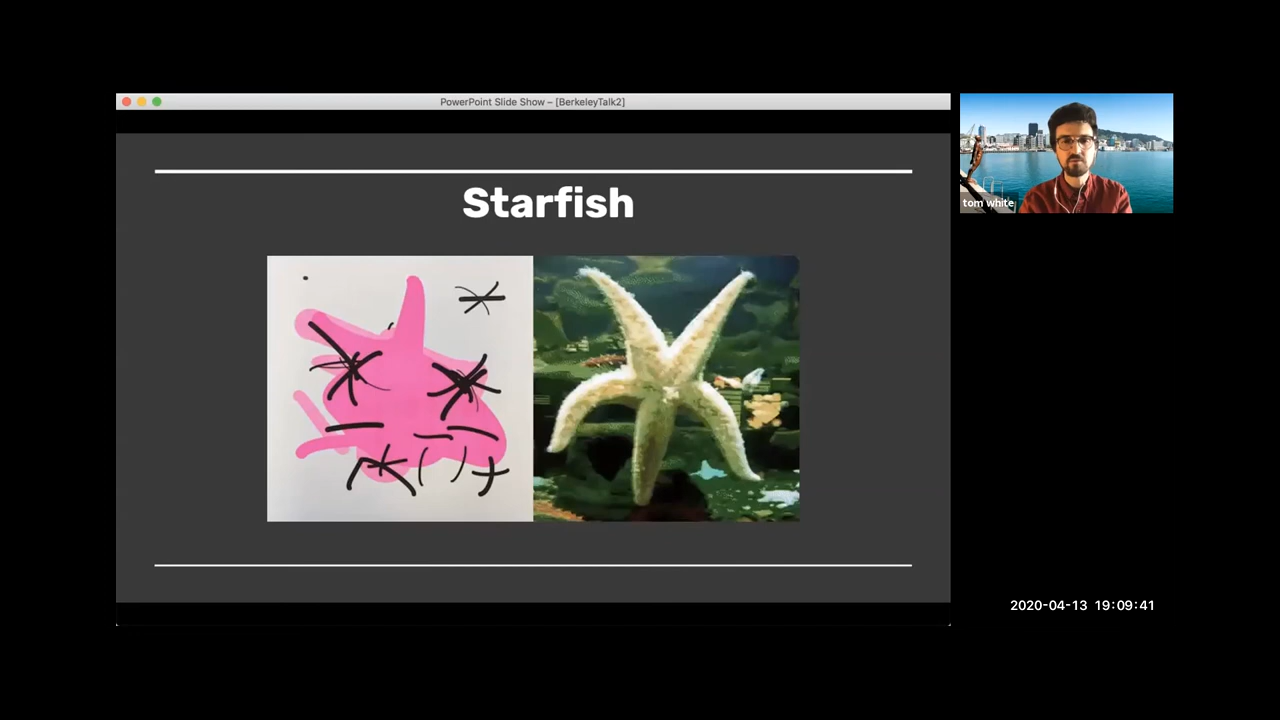 PowerPoint Slide Show – [BerkeleyTalk2]
Starfish
tom white
2020-04-13 19:09:41